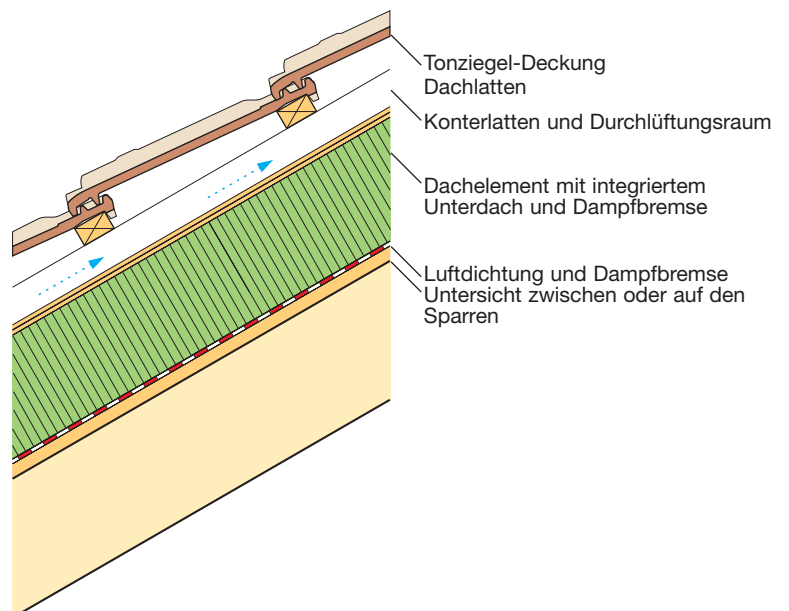 Tonziegel-Deckung
Dachlatten
Konterlatten und Durchlüftungsraum
Dachelement mit integriertem
Unterdach und Dampfbremse
Luftdichtung und Dampfbremse
Untersicht zwischen oder auf den
Sparren